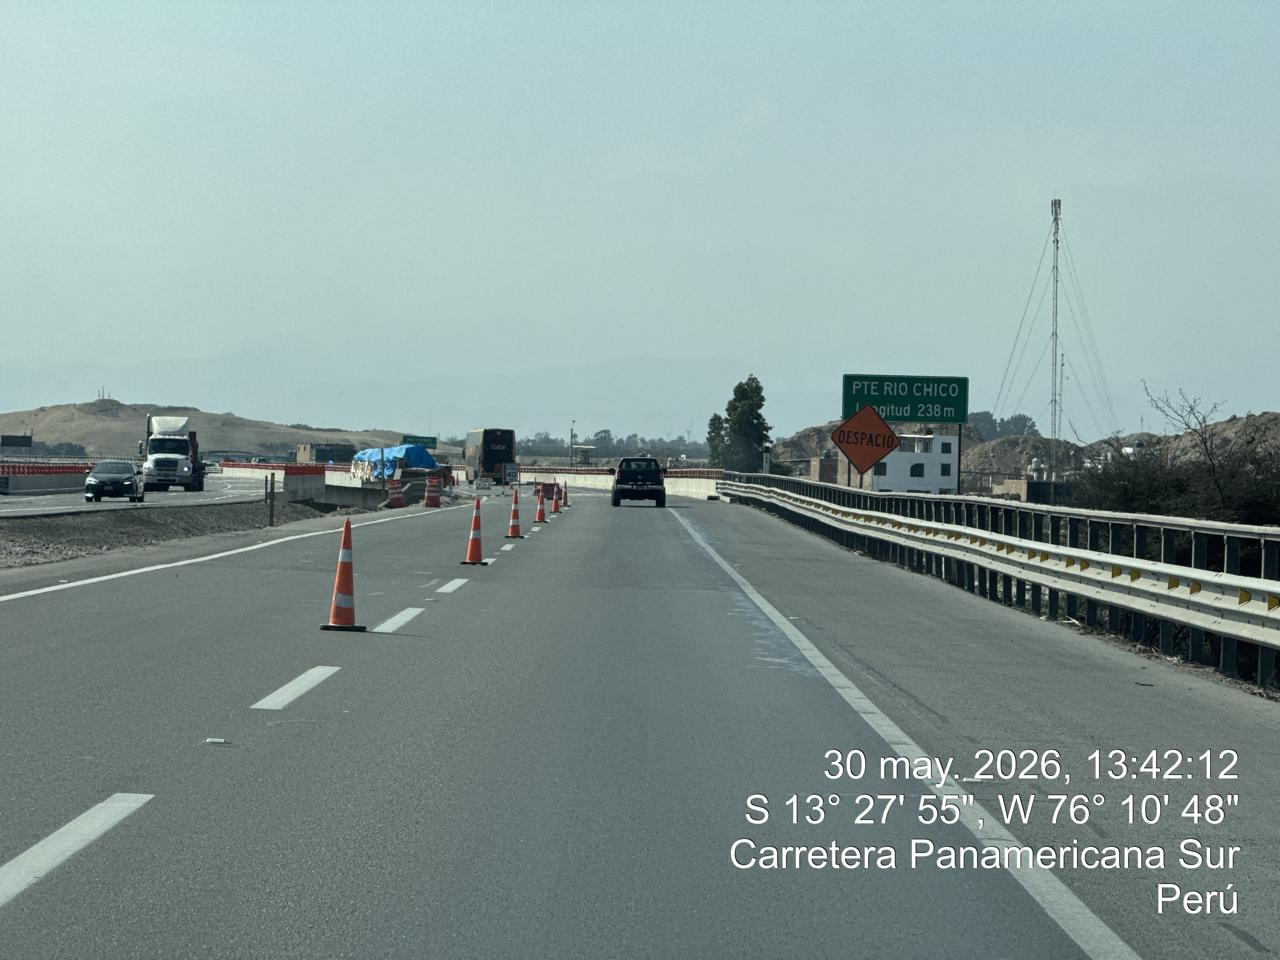 PTE RIO CHICO
Longitud 238 m
DESPACIO
30 may. 2026, 13:42:12
S 13° 27' 55", W 76° 10' 48"
Carretera Panamericana Sur
Perú